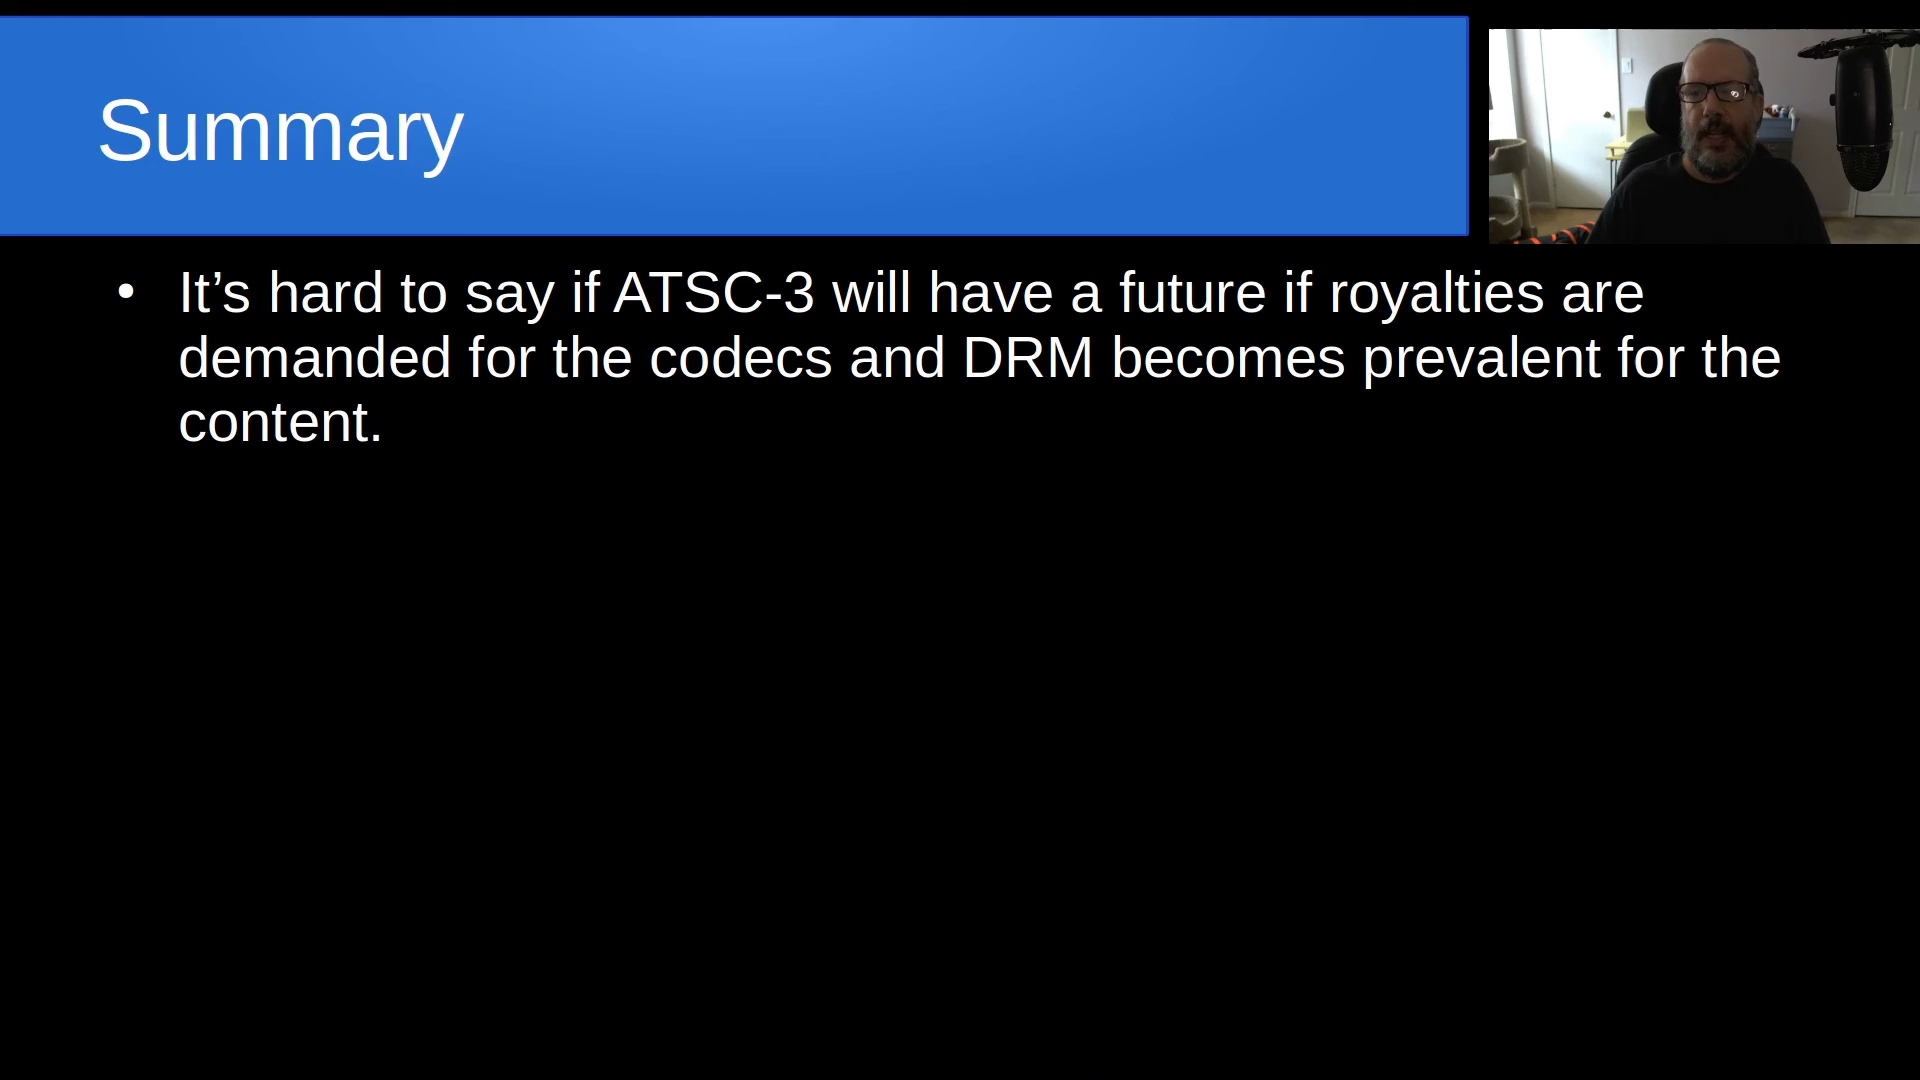 Summary
• It’s hard to say if ATSC-3 will have a future if royalties are
demanded for the codecs and DRM becomes prevalent for the
content.